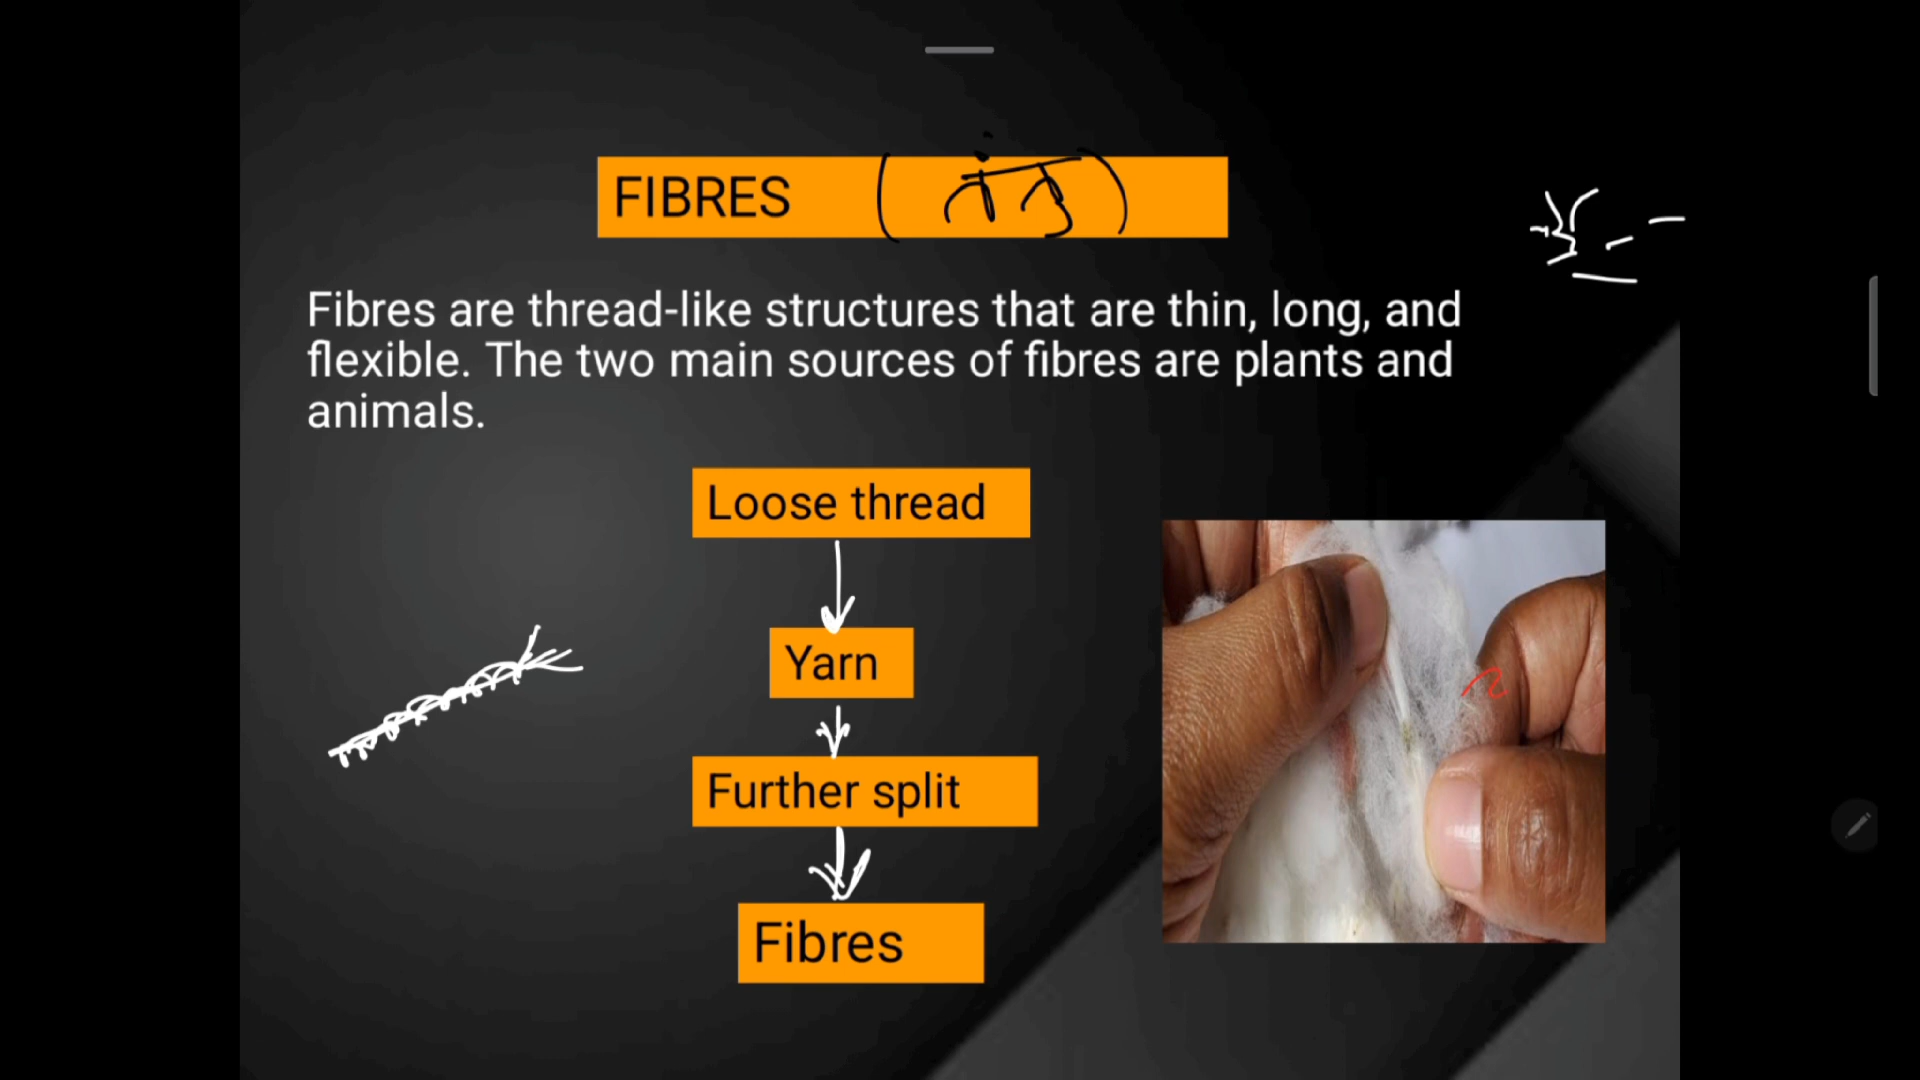 FIBRES (तंतु)
Fibres are thread-like structures that are thin, long, and
flexible. The two main sources of fibres are plants and
animals.
Loose thread
Yarn
Further split
Fibres